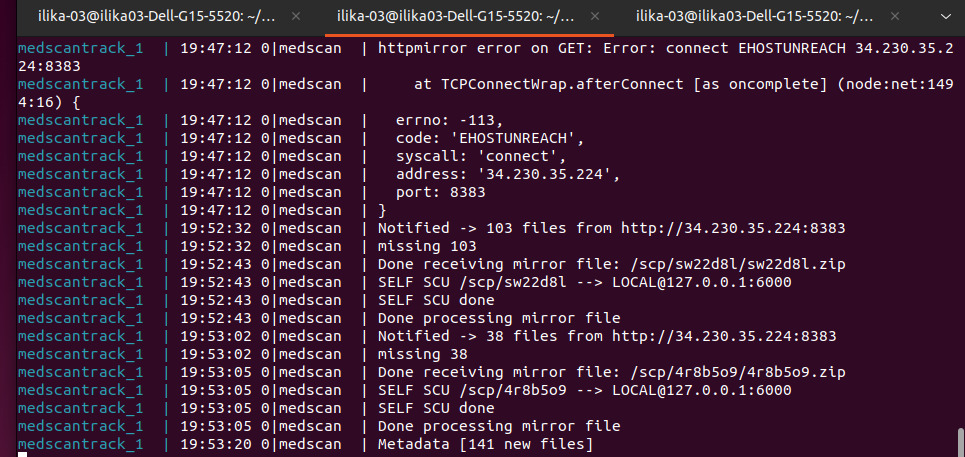 ilika-03@ilika03-Dell-G15-5520: ~/... × ilika-03@ilika03-Dell-G15-5520: ~/... × ilika-03@ilika03-Dell-G15-5520: ~/... ×
medscantrack_1 | 19:47:12 0|medscan | httpmirror error on GET: Error: connect EHOSTUNREACH 34.230.35.2
24:8383
medscantrack_1 | 19:47:12 0|medscan | at TCPConnectWrap.afterConnect [as oncomplete] (node:net:149
4:16) {
medscantrack_1 | 19:47:12 0|medscan | errno: -113,
medscantrack_1 | 19:47:12 0|medscan | code: 'EHOSTUNREACH',
medscantrack_1 | 19:47:12 0|medscan | syscall: 'connect',
medscantrack_1 | 19:47:12 0|medscan | address: '34.230.35.224',
medscantrack_1 | 19:47:12 0|medscan | port: 8383
medscantrack_1 | 19:47:12 0|medscan | }
medscantrack_1 | 19:52:32 0|medscan | Notified -> 103 files from http://34.230.35.224:8383
medscantrack_1 | 19:52:32 0|medscan | missing 103
medscantrack_1 | 19:52:43 0|medscan | Done receiving mirror file: /scp/sw22d8l/sw22d8l.zip
medscantrack_1 | 19:52:43 0|medscan | SELF SCU /scp/sw22d8l --> LOCAL@127.0.0.1:6000
medscantrack_1 | 19:52:43 0|medscan | SELF SCU done
medscantrack_1 | 19:52:43 0|medscan | Done processing mirror file
medscantrack_1 | 19:53:02 0|medscan | Notified -> 38 files from http://34.230.35.224:8383
medscantrack_1 | 19:53:02 0|medscan | missing 38
medscantrack_1 | 19:53:05 0|medscan | Done receiving mirror file: /scp/4r8b5o9/4r8b5o9.zip
medscantrack_1 | 19:53:05 0|medscan | SELF SCU /scp/4r8b5o9 --> LOCAL@127.0.0.1:6000
medscantrack_1 | 19:53:05 0|medscan | SELF SCU done
medscantrack_1 | 19:53:05 0|medscan | Done processing mirror file
medscantrack_1 | 19:53:20 0|medscan | Metadata [141 new files]